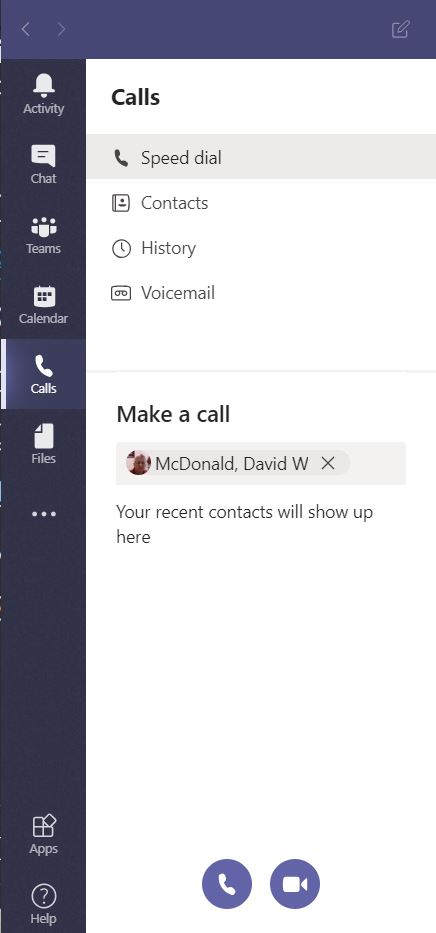 Activity
Chat
Teams
Calendar
Calls
Files
Apps
Help
Calls
Speed dial
Contacts
History
Voicemail
Make a call
McDonald, David W
Your recent contacts will show up
here